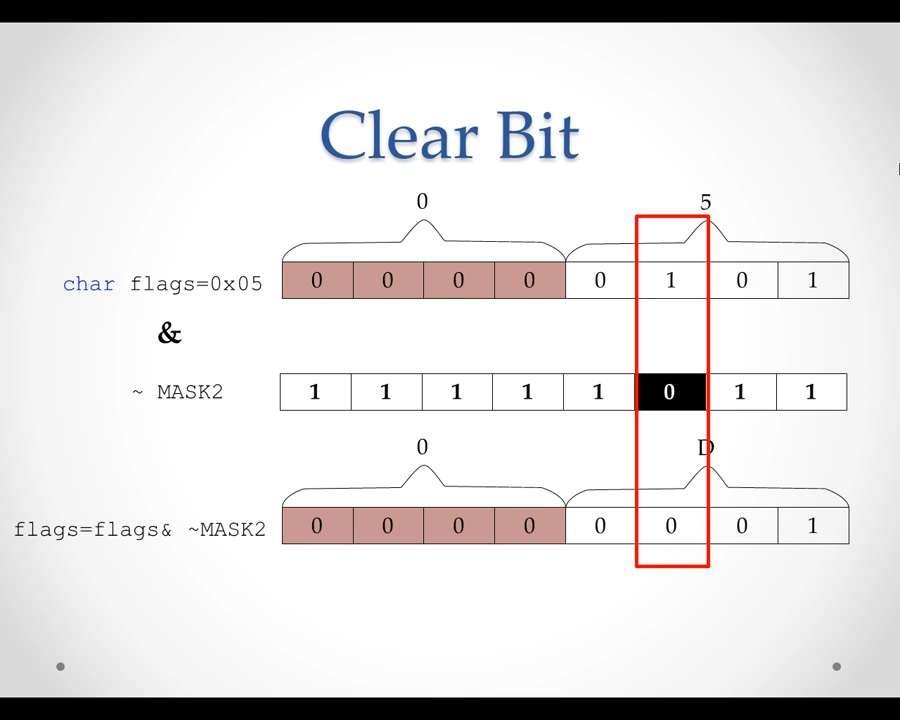 Clear Bit
0 5
char flags=0x05 0 0 0 0 0 1 0 1
&
~ MASK2 1 1 1 1 1 0 1 1
0 D
flags=flags& ~MASK2 0 0 0 0 0 0 0 1